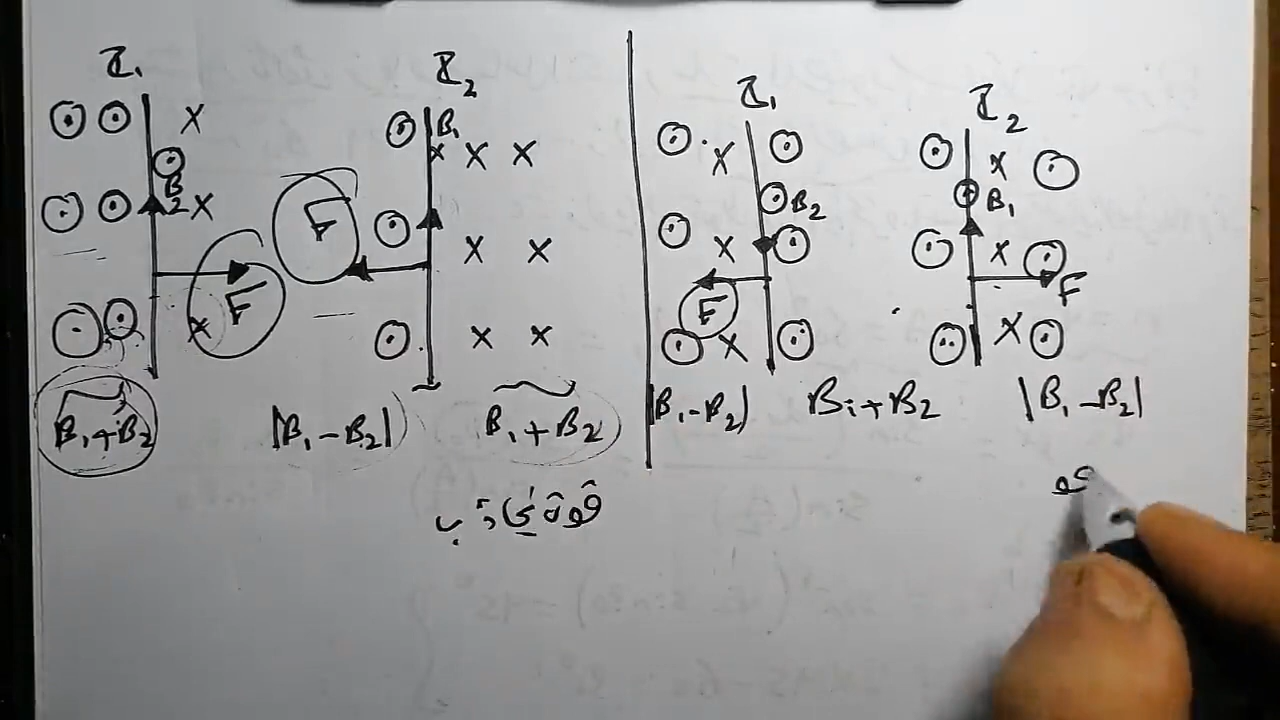 I₁ I₂ I₁ I₂
B₁
B₂ B₂ B₁
F F F F
B₁+B₂ |B₁-B₂| B₁+B₂ |B₁-B₂| B₁+B₂ |B₁-B₂|
قوة تجاذب